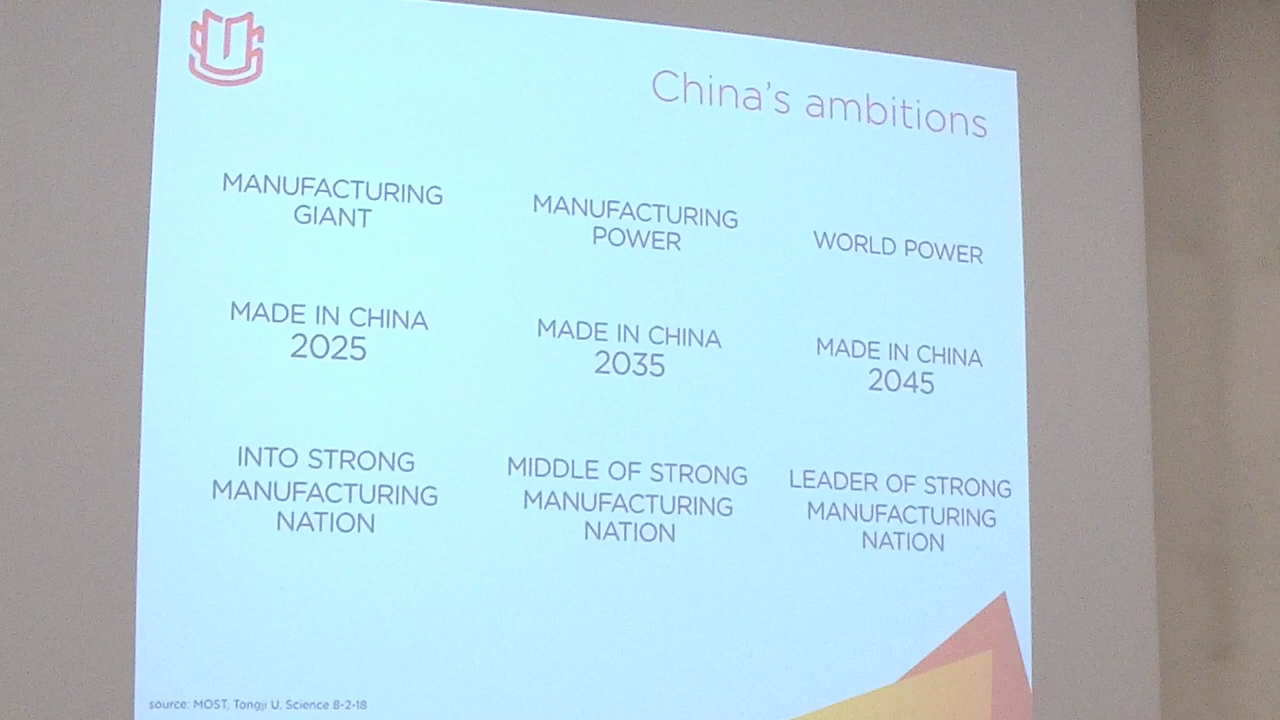 China's ambitions
MANUFACTURING
GIANT
MANUFACTURING
POWER
WORLD POWER
MADE IN CHINA
2025
MADE IN CHINA
2035
MADE IN CHINA
2045
INTO STRONG
MANUFACTURING
NATION
MIDDLE OF STRONG
MANUFACTURING
NATION
LEADER OF STRONG
MANUFACTURING
NATION
source: MOST, Tongji U, Science 8-2-18